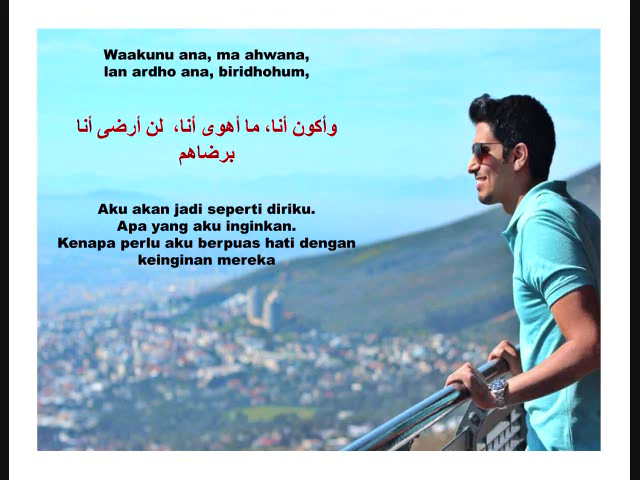 Waakunu ana, ma ahwana,
lan ardho ana, biridhohum,
وأكون أنا، ما أهوى أنا، لن أرضى أنا
برضاهم
Aku akan jadi seperti diriku.
Apa yang aku inginkan.
Kenapa perlu aku berpuas hati dengan
keinginan mereka